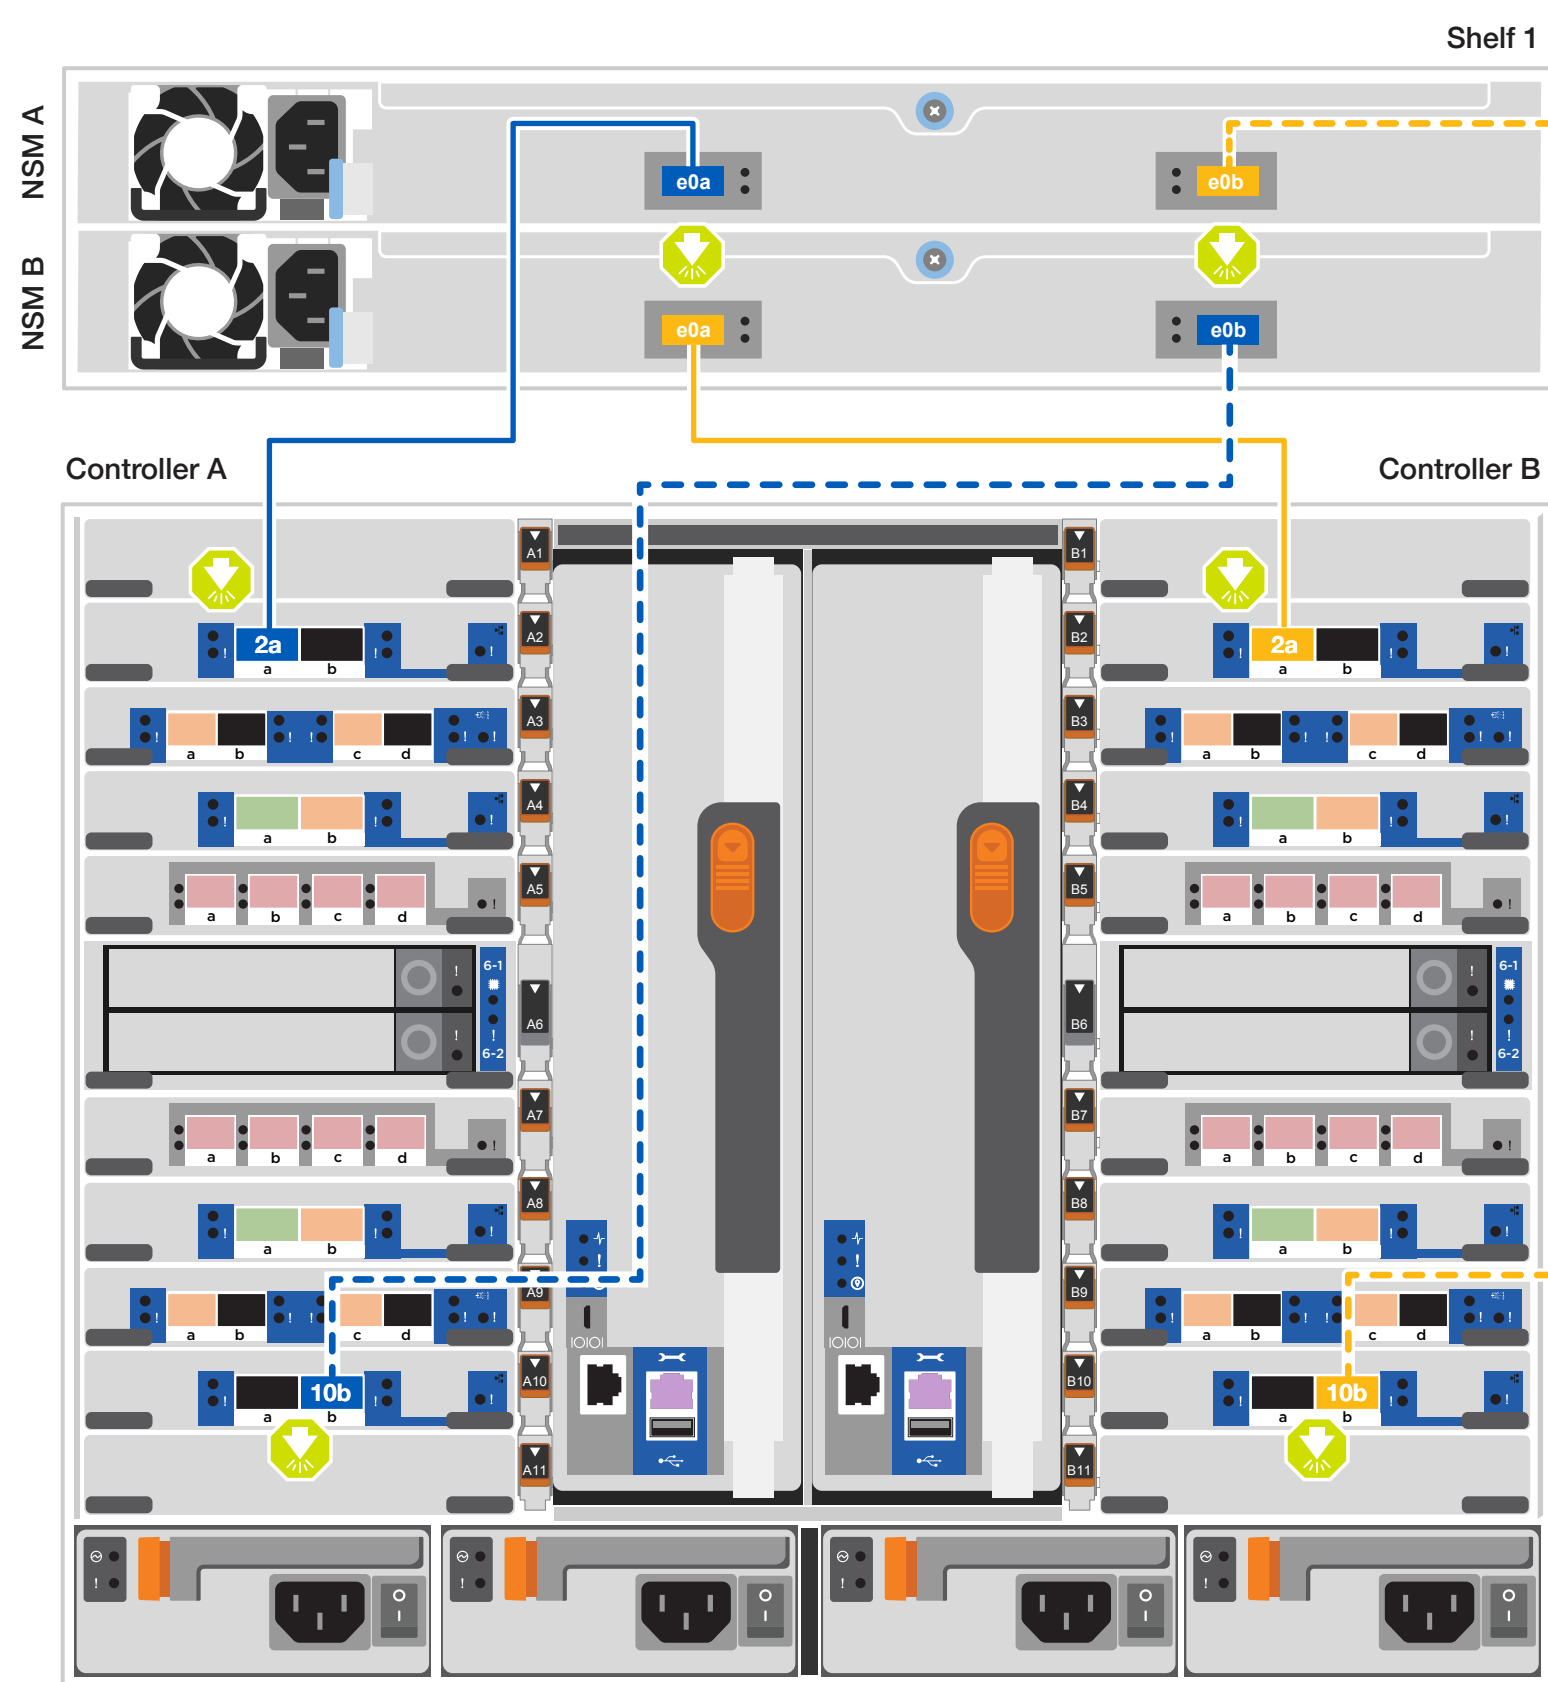 Shelf 1
NSM A
e0a
e0b
NSM B
e0a
e0b
Controller A
Controller B
A1
B1
A2
B2
! 2a !  !
a b
! 2a !  !
a b
A3
B3
! ! ! ! !
a b c d
! ! ! ! !
a b c d
A4
B4
! ! !
a b
! ! !
a b
A5
B5
!
a b c d
!
a b c d
6-1
!
!
!
6-2
A6
B6
6-1
!
!
!
6-2
A7
B7
!
a b c d
!
a b c d
A8
B8
! ! !
a b
! ! !
a b
!
!
A9
B9
! ! ! !
a b c d
! ! ! !
a b c d
IOIOI
IOIOI
A10
B10
! 10b ! !
a b
! 10b ! !
a b
A11
B11
!
O
I
!
O
I
!
O
I
!
O
I